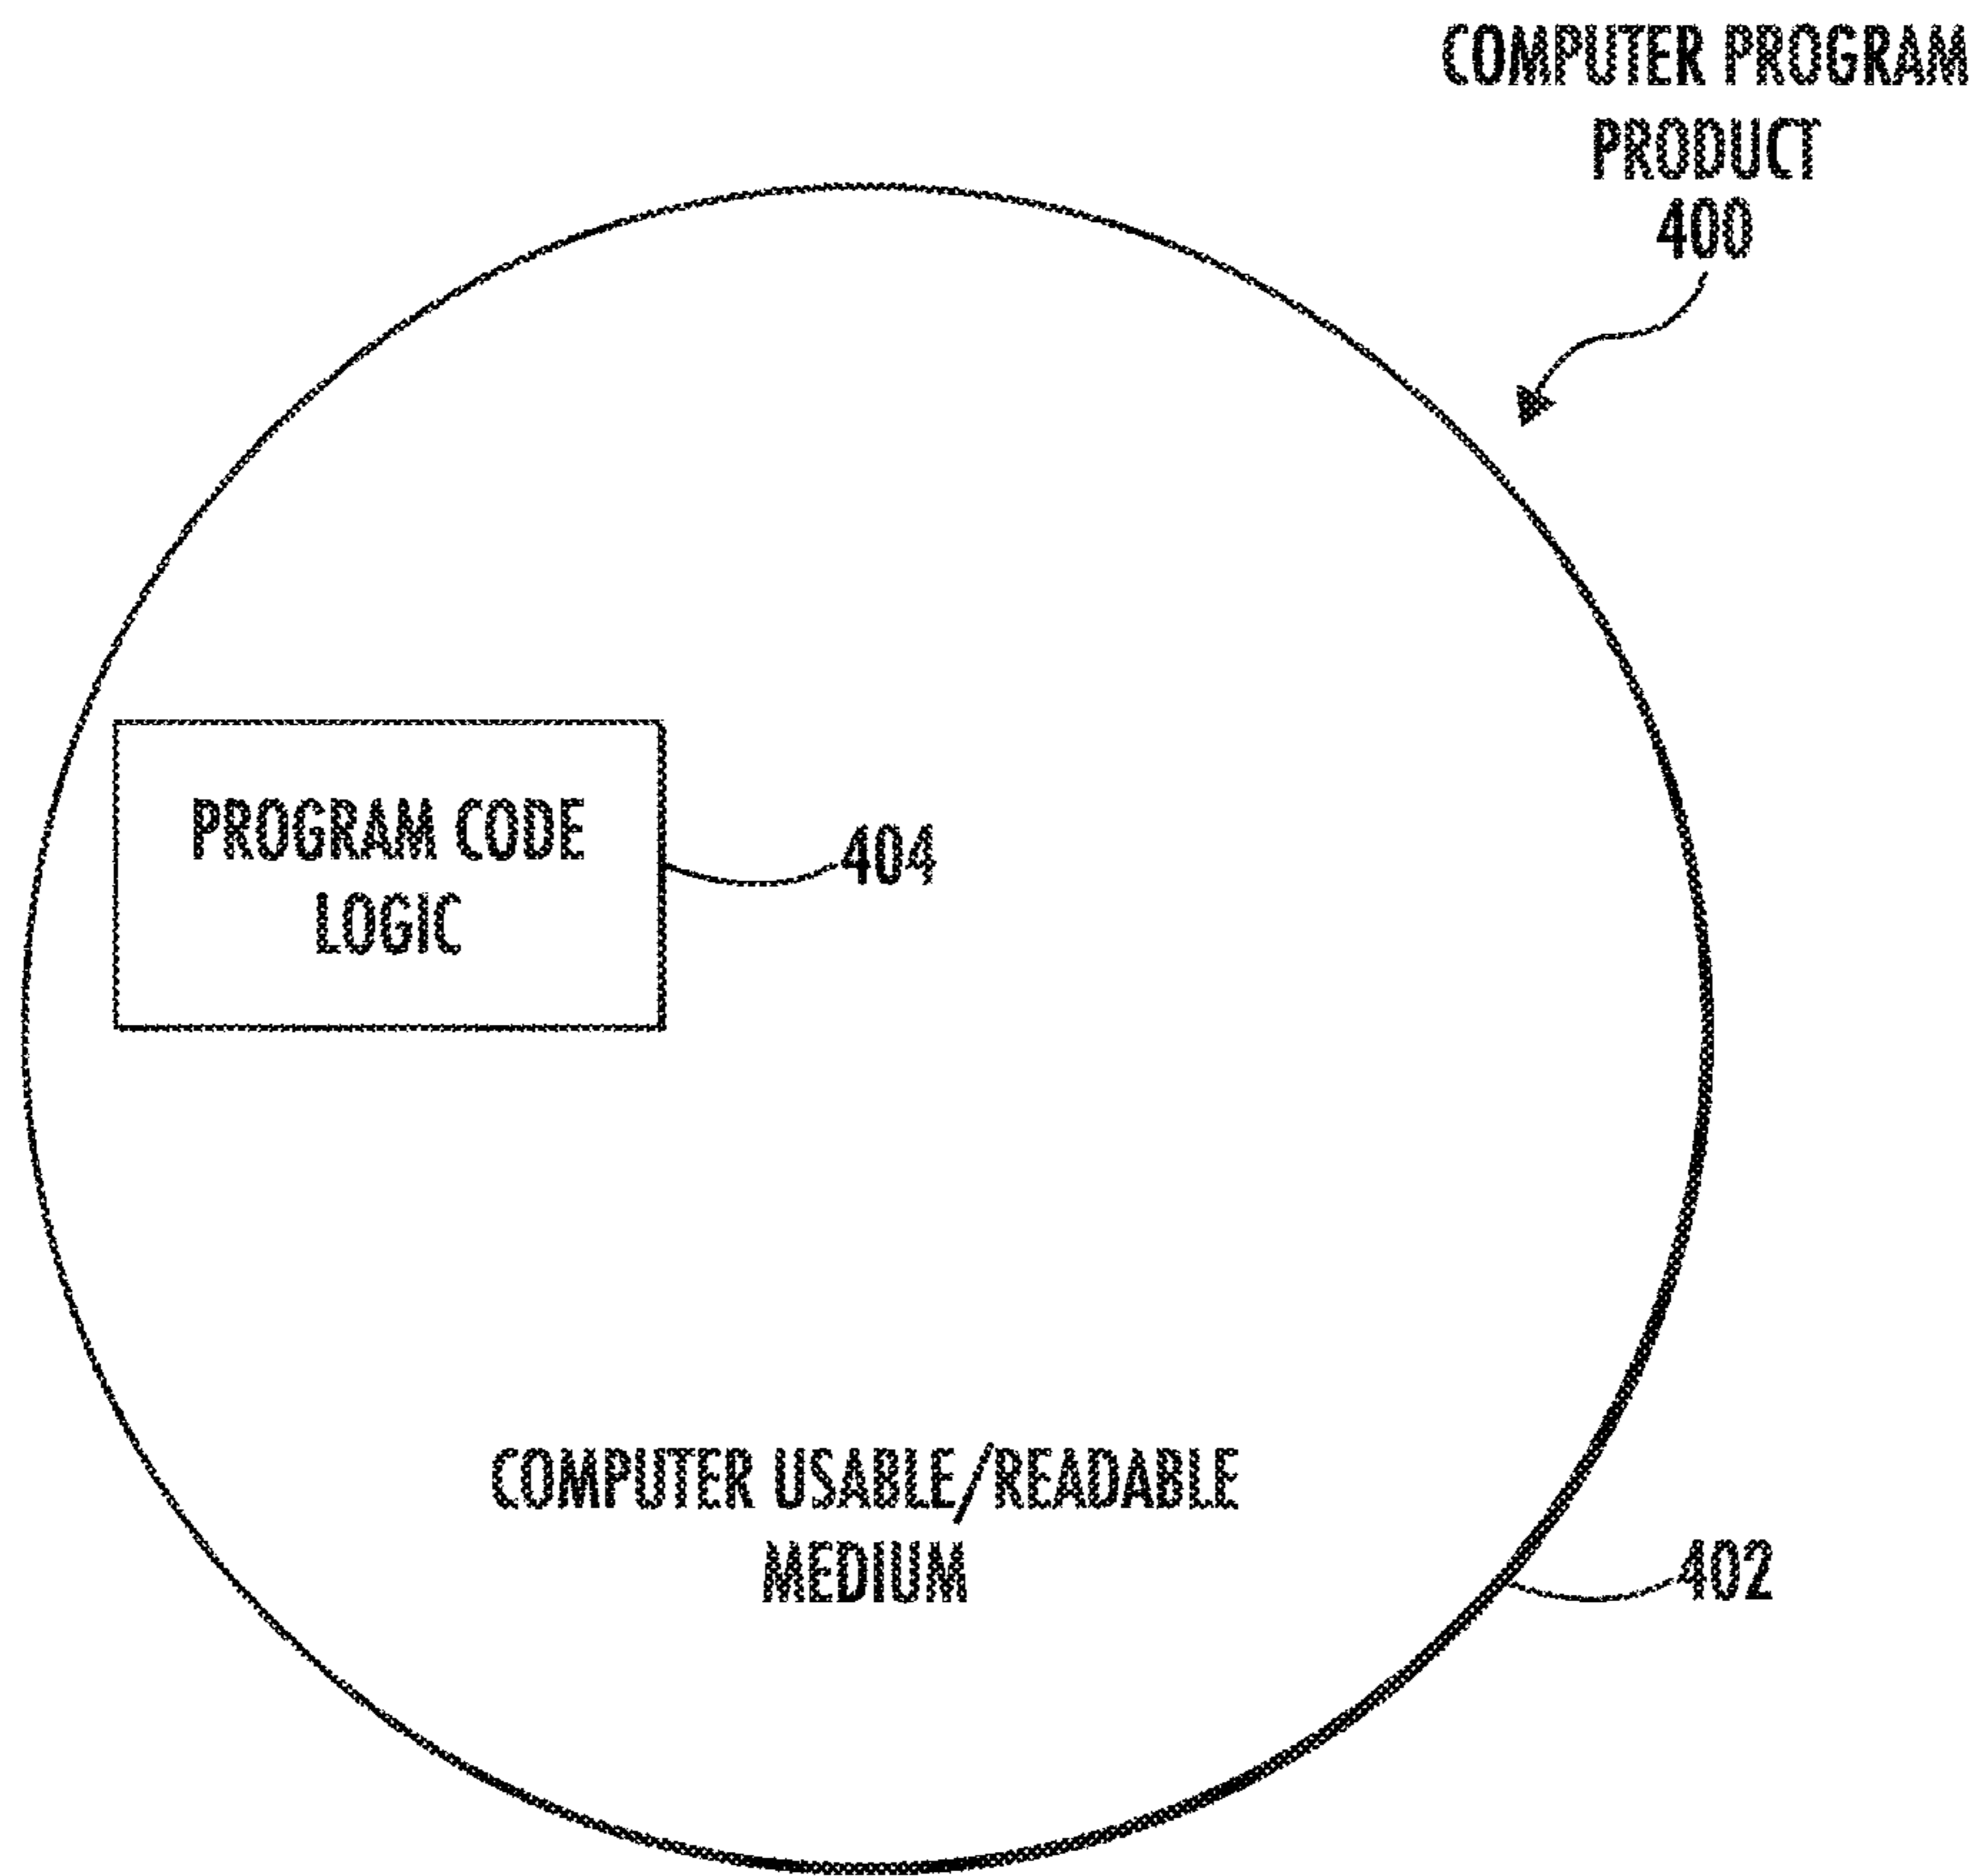 COMPUTER PROGRAM
PRODUCT
400
PROGRAM CODE
LOGIC
404
COMPUTER USABLE/READABLE
MEDIUM
402